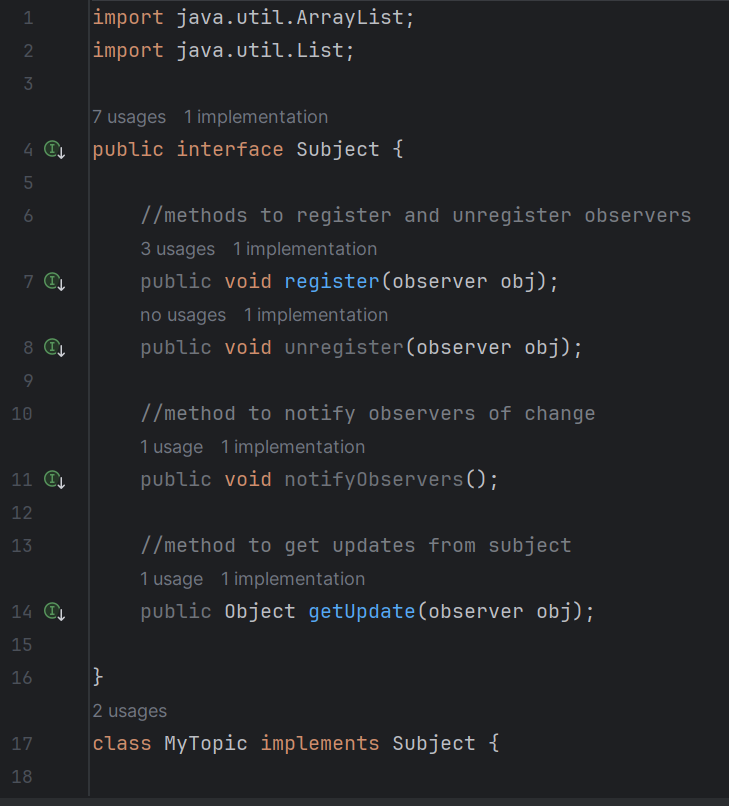 1 import java.util.ArrayList;
2 import java.util.List;
3
7 usages 1 implementation
4 public interface Subject {
5
6 //methods to register and unregister observers
3 usages 1 implementation
7 public void register(observer obj);
no usages 1 implementation
8 public void unregister(observer obj);
9
10 //method to notify observers of change
1 usage 1 implementation
11 public void notifyObservers();
12
13 //method to get updates from subject
1 usage 1 implementation
14 public Object getUpdate(observer obj);
15
16 }
2 usages
17 class MyTopic implements Subject {
18